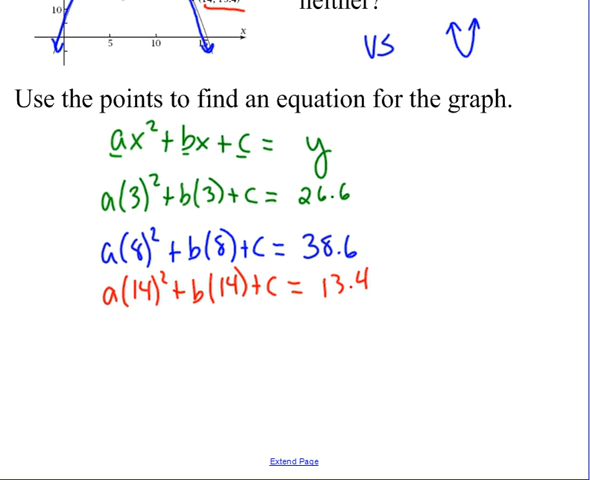 10
neither?
5
10
x
VS
Use the points to find an equation for the graph.
ax²+bx+c = y
a(3)²+b(3)+c = 26.6
a(8)²+b(8)+c = 38.6
a(14)²+b(14)+c = 13.4
Extend Page